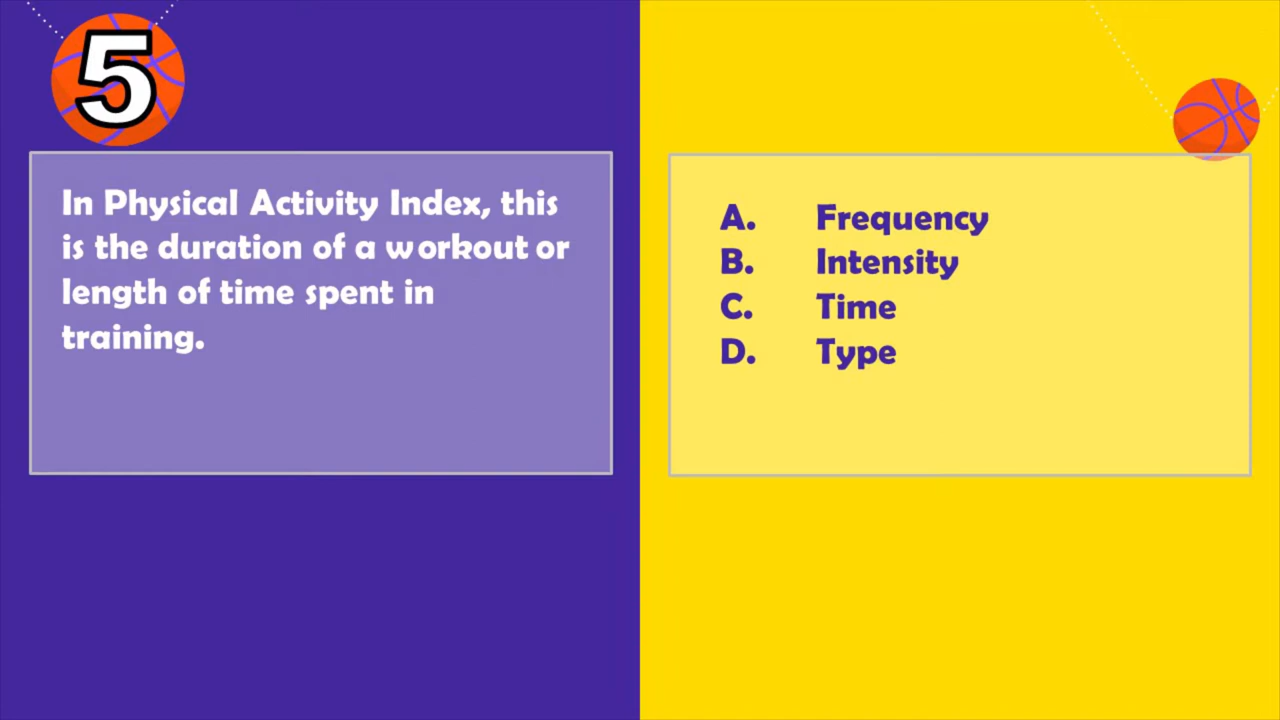 5
In Physical Activity Index, this
is the duration of a workout or
length of time spent in
training.
A. Frequency
B. Intensity
C. Time
D. Type